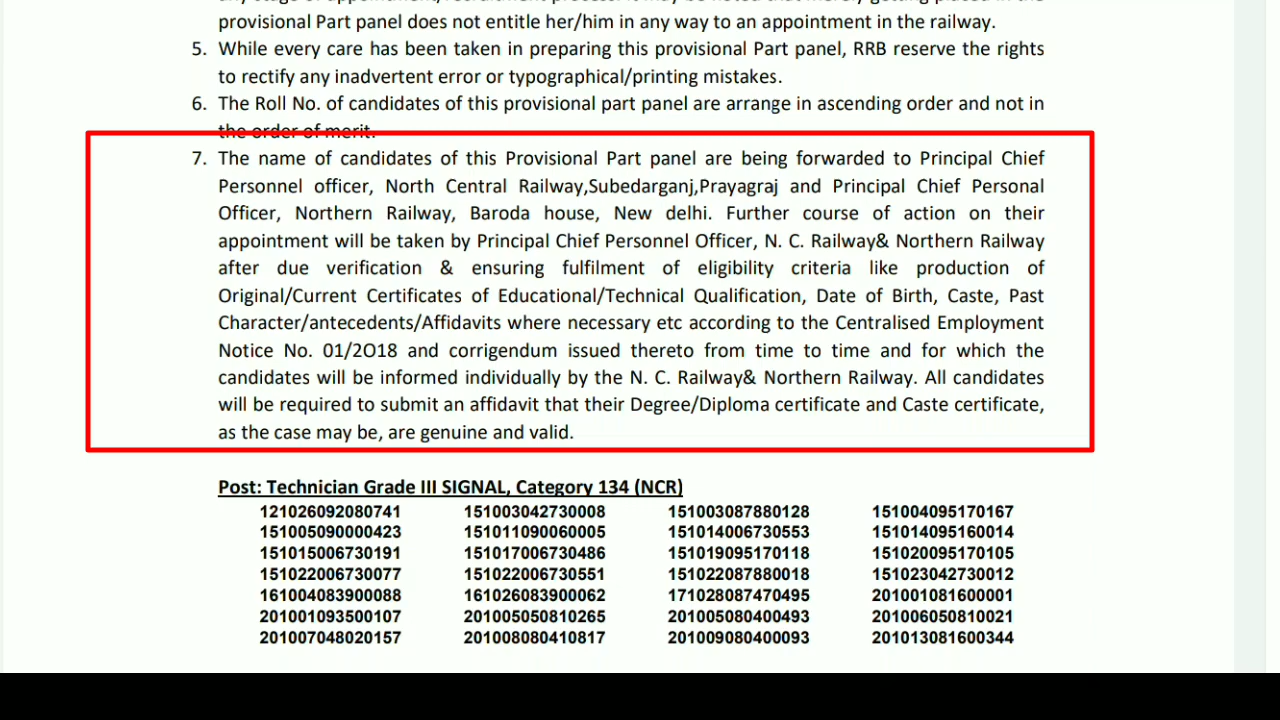 provisional Part panel does not entitle her/him in any way to an appointment in the railway.
5. While every care has been taken in preparing this provisional Part panel, RRB reserve the rights
to rectify any inadvertent error or typographical/printing mistakes.
6. The Roll No. of candidates of this provisional part panel are arrange in ascending order and not in
the order of merit.
7. The name of candidates of this Provisional Part panel are being forwarded to Principal Chief
Personnel officer, North Central Railway,Subedarganj,Prayagraj and Principal Chief Personal
Officer, Northern Railway, Baroda house, New delhi. Further course of action on their
appointment will be taken by Principal Chief Personnel Officer, N. C. Railway& Northern Railway
after due verification & ensuring fulfilment of eligibility criteria like production of
Original/Current Certificates of Educational/Technical Qualification, Date of Birth, Caste, Past
Character/antecedents/Affidavits where necessary etc according to the Centralised Employment
Notice No. 01/2O18 and corrigendum issued thereto from time to time and for which the
candidates will be informed individually by the N. C. Railway& Northern Railway. All candidates
will be required to submit an affidavit that their Degree/Diploma certificate and Caste certificate,
as the case may be, are genuine and valid.
Post: Technician Grade III SIGNAL, Category 134 (NCR)
121026092080741 151003042730008 151003087880128 151004095170167
151005090000423 151011090060005 151014006730553 151014095160014
151015006730191 151017006730486 151019095170118 151020095170105
151022006730077 151022006730551 151022087880018 151023042730012
161004083900088 161026083900062 171028087470495 201001081600001
201001093500107 201005050810265 201005080400493 201006050810021
201007048020157 201008080410817 201009080400093 201013081600344